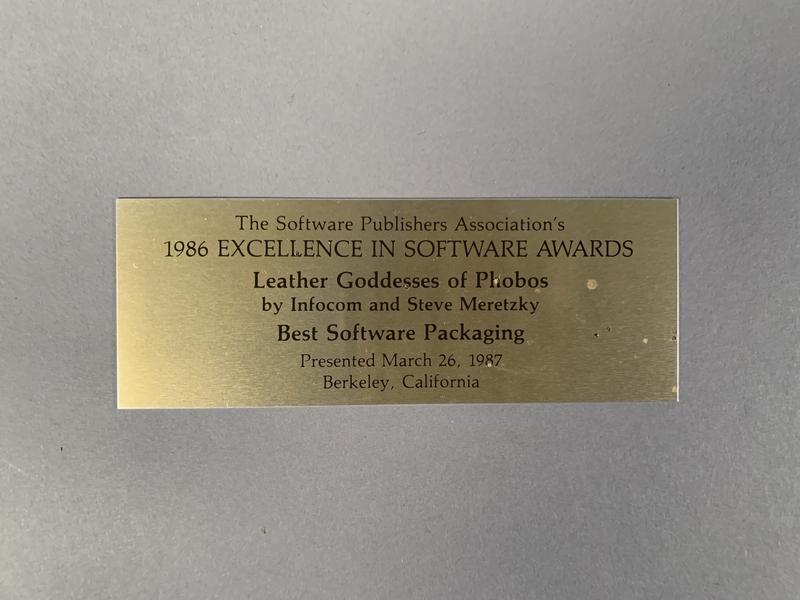 The Software Publishers Association's
1986 EXCELLENCE IN SOFTWARE AWARDS
Leather Goddesses of Phobos
by Infocom and Steve Meretzky
Best Software Packaging
Presented March 26, 1987
Berkeley, California